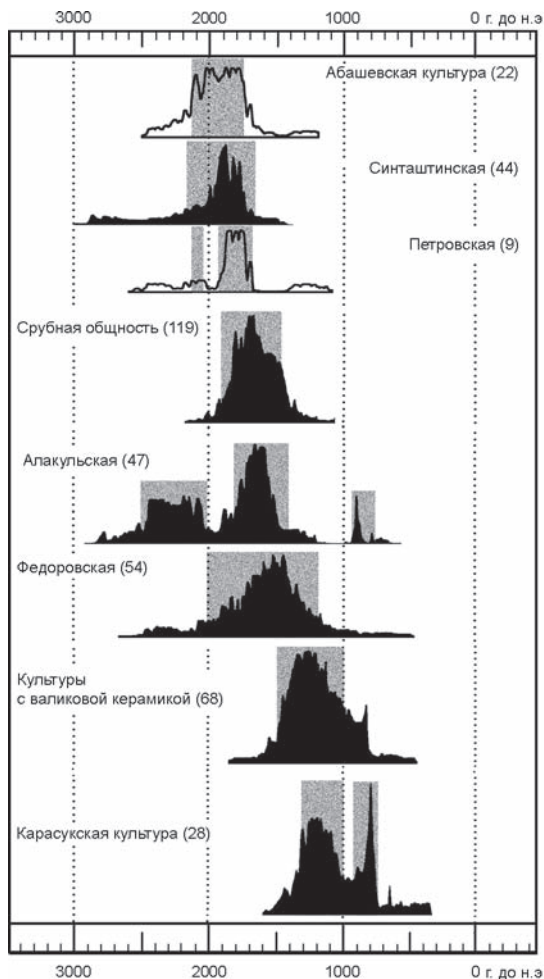 3000 2000 1000 0 г. до н.э
Абашевская культура (22)
Синташтинская (44)
Петровская (9)
Срубная общность (119)
Алакульская (47)
Федоровская (54)
Культуры
с валиковой керамикой (68)
Карасукская культура (28)
3000 2000 1000 0 г. до н.э.